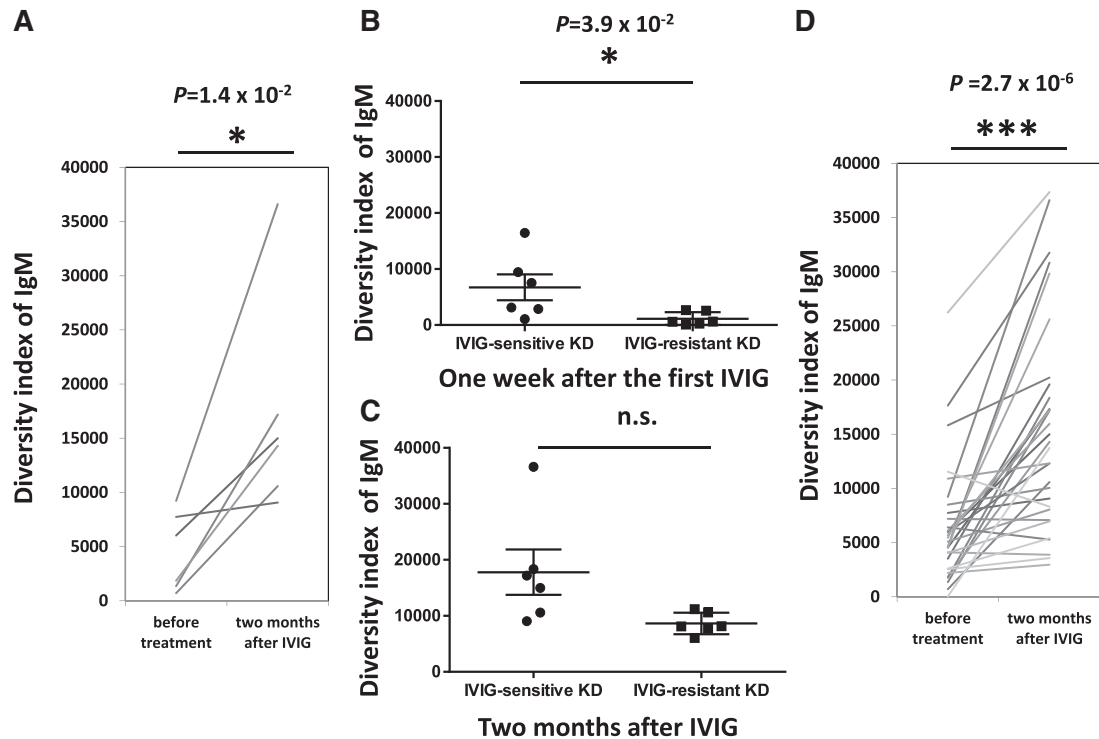 A
P=1.4 x 10-2
*
Diversity index of IgM
40000
35000
30000
25000
20000
15000
10000
5000
0
before treatment
two months after IVIG
B
P=3.9 x 10-2
*
Diversity index of IgM
40000
30000
20000
10000
0
IVIG-sensitive KD
IVIG-resistant KD
One week after the first IVIG
C
n.s.
Diversity index of IgM
40000
30000
20000
10000
0
IVIG-sensitive KD
IVIG-resistant KD
Two months after IVIG
D
P =2.7 x 10-6
***
Diversity index of IgM
40000
35000
30000
25000
20000
15000
10000
5000
0
before treatment
two months after IVIG